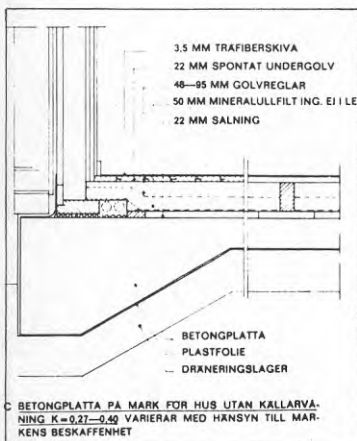 3,5 MM TRÄFIBERSKIVA
22 MM SPONTAT UNDERGOLV
48—95 MM GOLVREGLAR
50 MM MINERALULLFILT ING. EJ I LE
22 MM SALNING
BETONGPLATTA
PLASTFOLIE
DRÄNERINGSLAGER
C BETONGPLATTA PÅ MARK FÖR HUS UTAN KÄLLARVÅ-
NING K=0,27—0,40 VARIERAR MED HÄNSYN TILL MAR-
KENS BESKAFFENHET